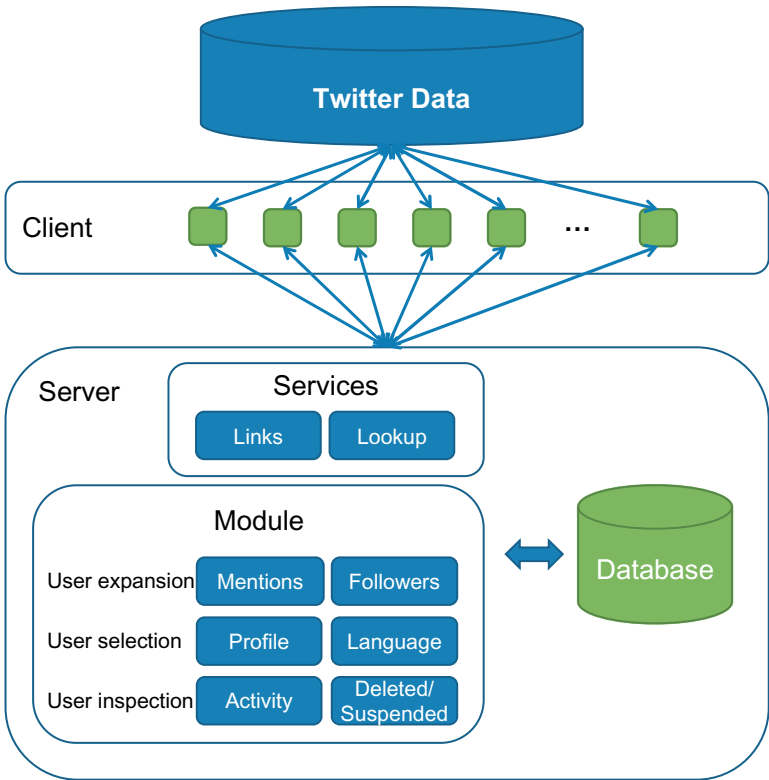 Twitter Data
Client
...
Server
Services
Links
Lookup
Module
User expansion
Mentions
Followers
User selection
Profile
Language
User inspection
Activity
Deleted/
Suspended
Database